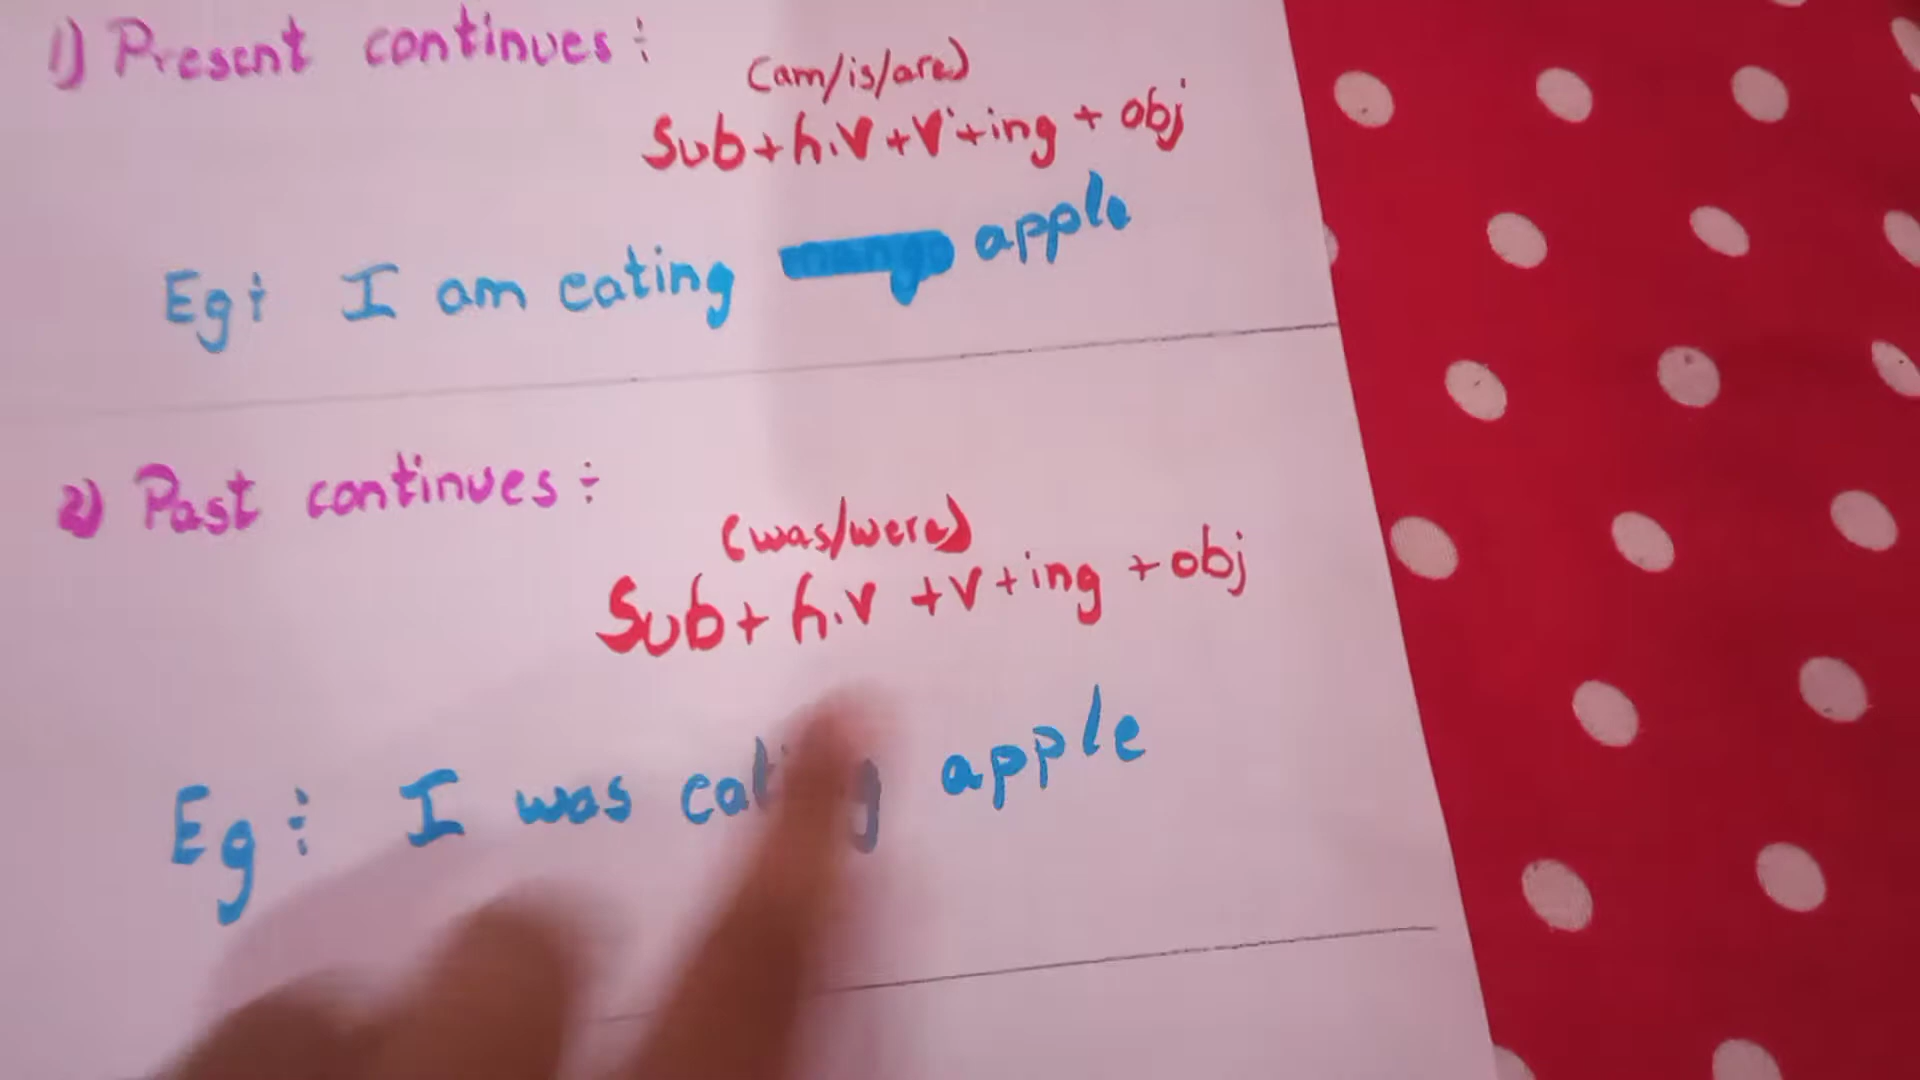 1) Present continues :
(am/is/are)
Sub + h.v + v + ing + obj
Eg : I am eating apple
2) Past continues :
(was/were)
Sub + h.v + v + ing + obj
Eg : I was apple